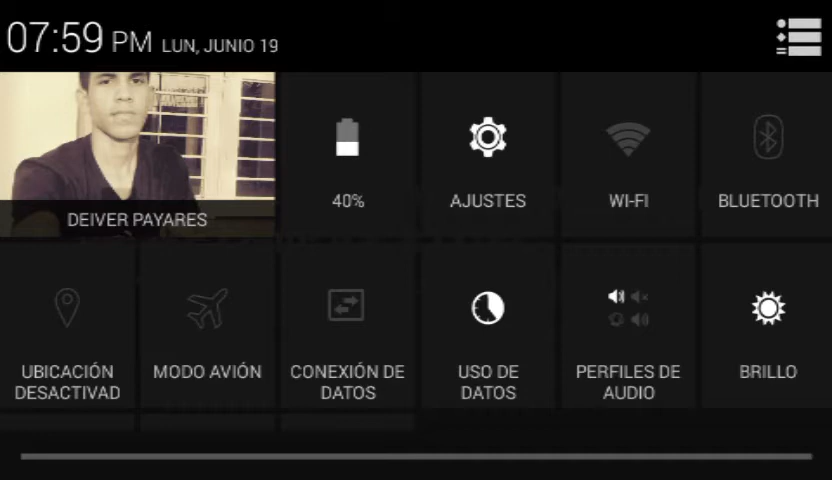 07:59 PM LUN, JUNIO 19
DEIVER PAYARES
40%
AJUSTES
WI-FI
BLUETOOTH
UBICACIÓN
DESACTIVAD
MODO AVIÓN
CONEXIÓN DE
DATOS
USO DE
DATOS
PERFILES DE
AUDIO
BRILLO